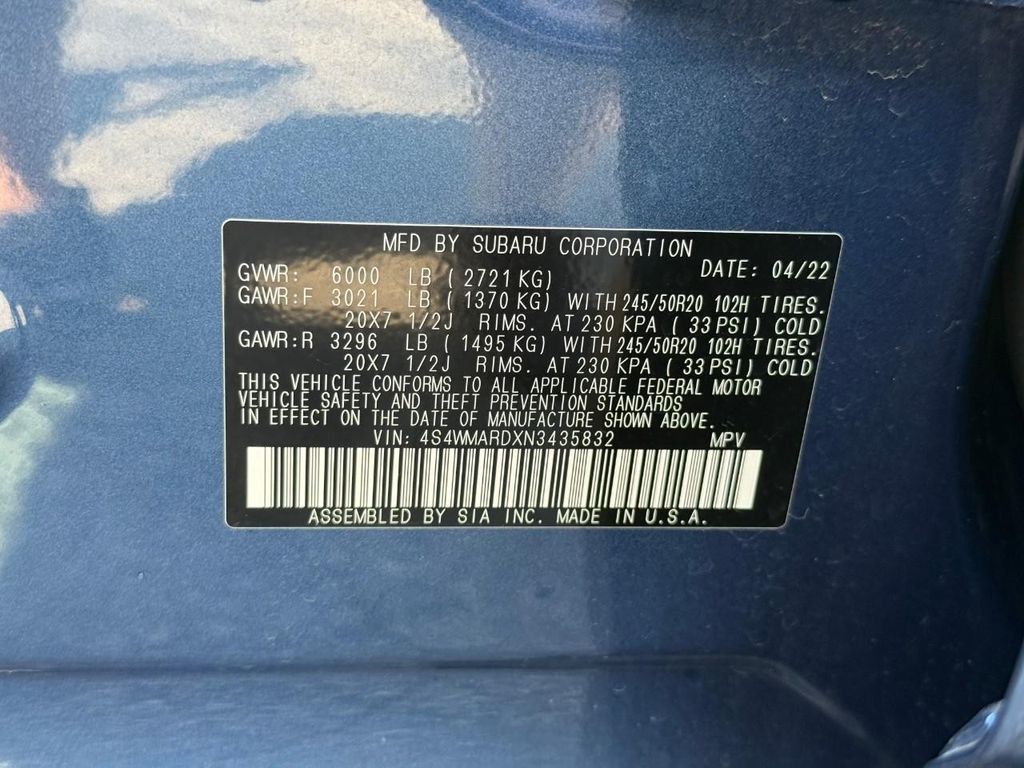 MFD BY SUBARU CORPORATION
GVWR: 6000 LB ( 2721 KG) DATE: 04/22
GAWR:F 3021 LB ( 1370 KG) WITH 245/50R20 102H TIRES.
20X7 1/2J RIMS. AT 230 KPA ( 33 PSI) COLD
GAWR:R 3296 LB ( 1495 KG) WITH 245/50R20 102H TIRES.
20X7 1/2J RIMS. AT 230 KPA ( 33 PSI) COLD
THIS VEHICLE CONFORMS TO ALL APPLICABLE FEDERAL MOTOR
VEHICLE SAFETY AND THEFT PREVENTION STANDARDS
IN EFFECT ON THE DATE OF MANUFACTURE SHOWN ABOVE.
VIN: 4S4WMARDXN3435832 MPV
ASSEMBLED BY SIA INC. MADE IN U.S.A.